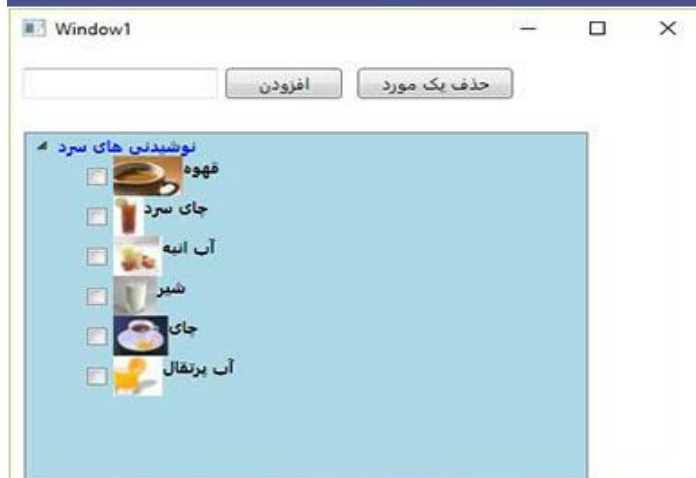 Window1
افزودن
حذف یک مورد
نوشیدنی های سرد
قهوه
چای سرد
آب انبه
شیر
چای
آب پرتقال